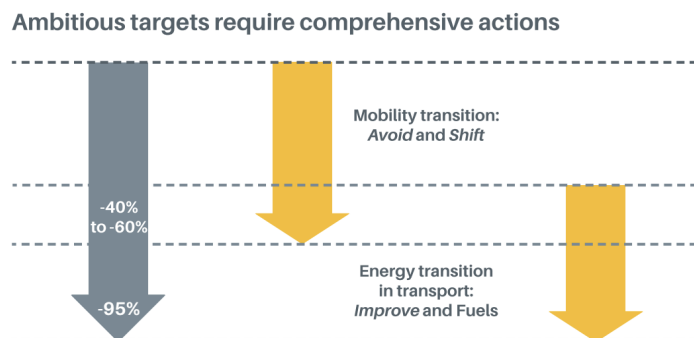 Ambitious targets require comprehensive actions
Mobility transition:
Avoid and Shift
-40%
to -60%
Energy transition
in transport:
Improve and Fuels
-95%